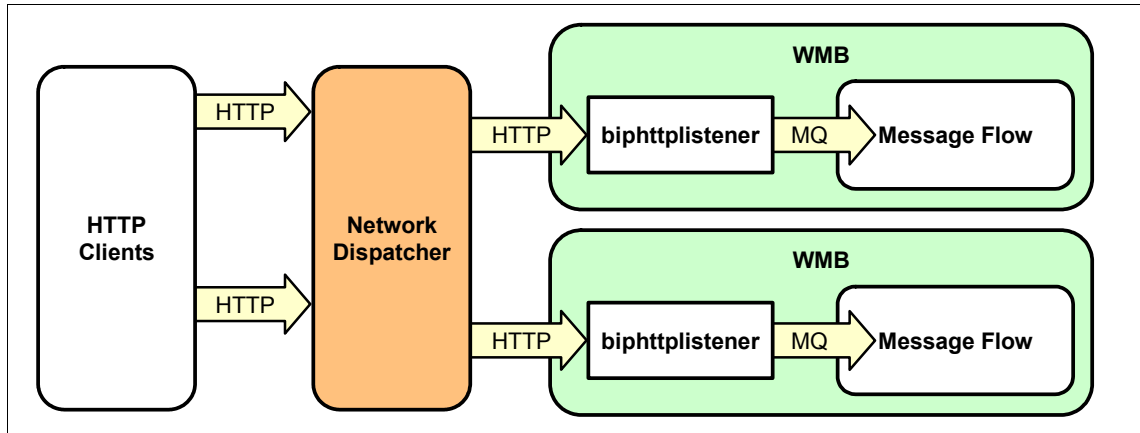 HTTP
Clients
HTTP
HTTP
Network
Dispatcher
WMB
HTTP
biphttplistener
MQ
Message Flow
WMB
HTTP
biphttplistener
MQ
Message Flow